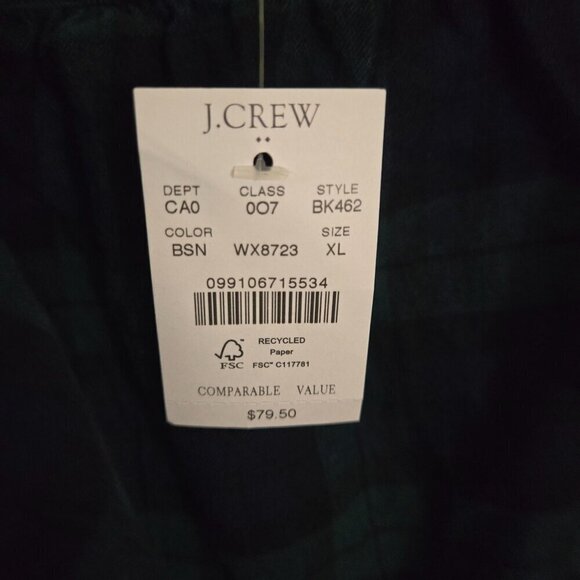 J.CREW
DEPT CLASS STYLE
CA0 0O7 BK462
COLOR SIZE
BSN WX8723 XL
099106715534
RECYCLED
Paper
FSC FSC™ C117781
COMPARABLE VALUE
$79.50